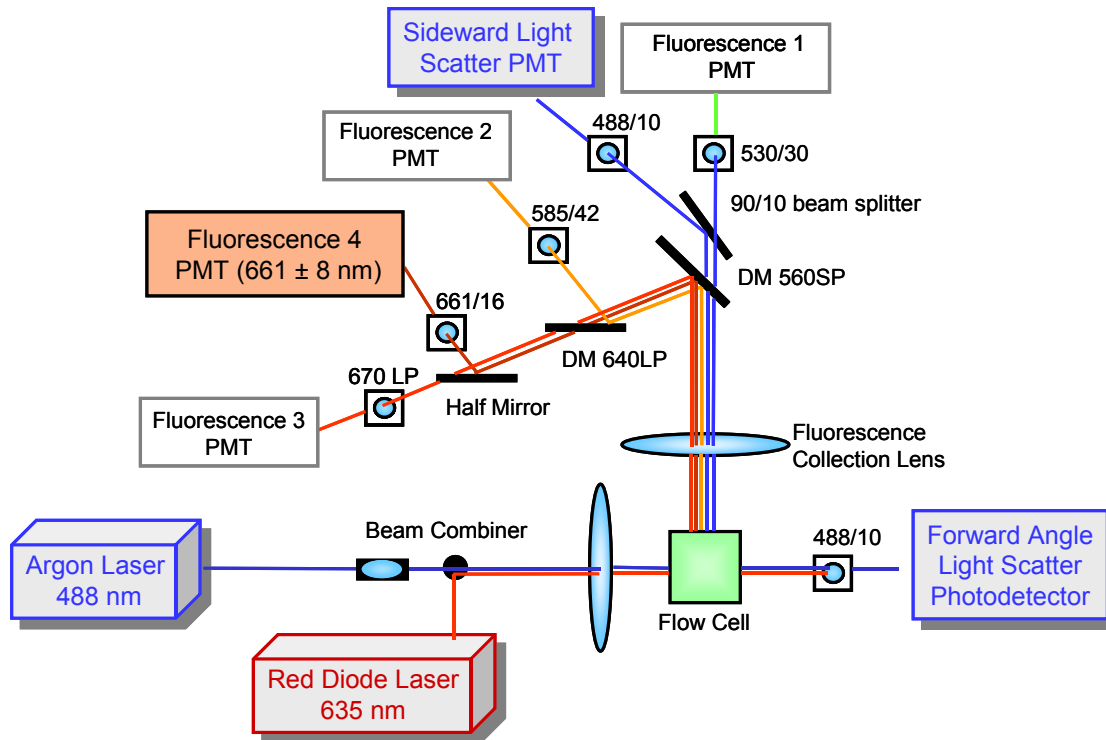 Sideward Light
Scatter PMT
Fluorescence 1
PMT
Fluorescence 2
PMT
488/10
530/30
90/10 beam splitter
585/42
Fluorescence 4
PMT (661 ± 8 nm)
DM 560SP
661/16
DM 640LP
670 LP
Half Mirror
Fluorescence 3
PMT
Fluorescence
Collection Lens
Beam Combiner
488/10
Argon Laser
488 nm
Forward Angle
Light Scatter
Photodetector
Flow Cell
Red Diode Laser
635 nm